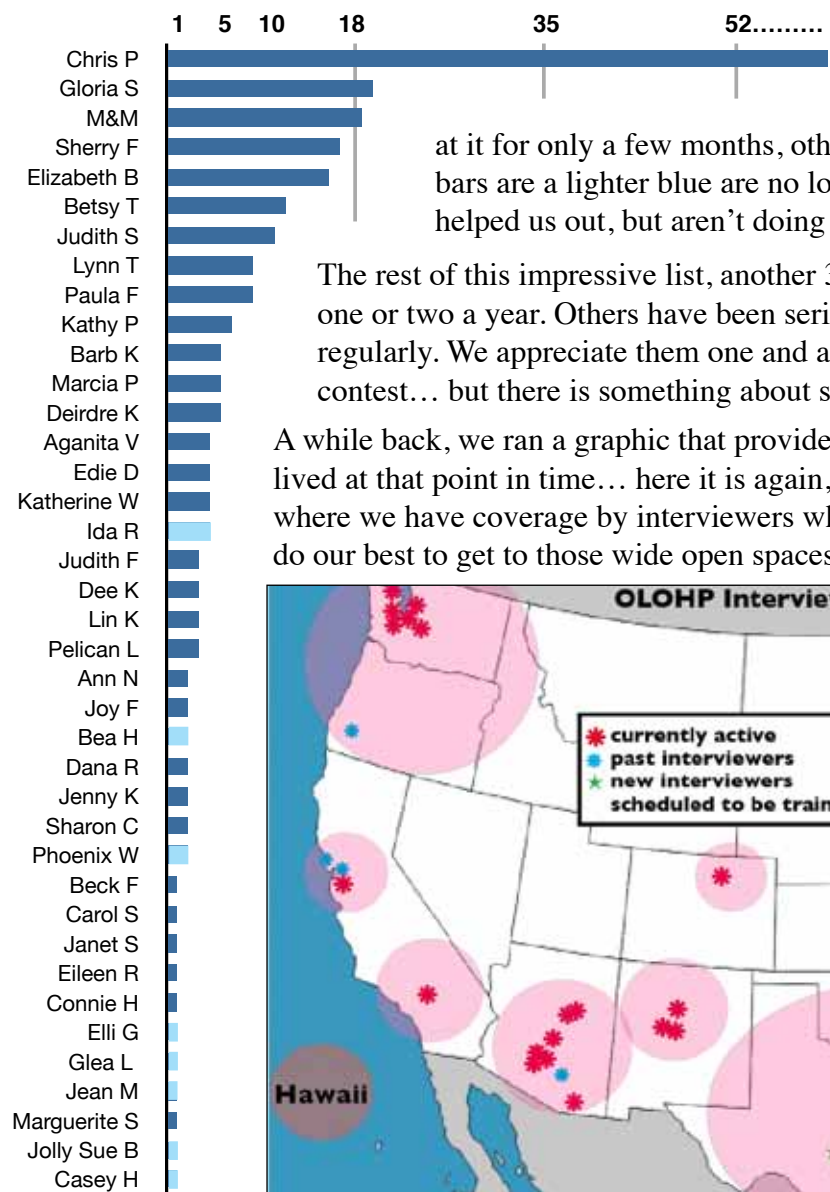 1 5 10 18 35 52.........
Chris P
Gloria S
M&M
Sherry F
Elizabeth B
Betsy T
Judith S
Lynn T
Paula F
Kathy P
Barb K
Marcia P
Deirdre K
Aganita V
Edie D
Katherine W
Ida R
Judith F
Dee K
Lin K
Pelican L
Ann N
Joy F
Bea H
Dana R
Jenny K
Sharon C
Phoenix W
Beck F
Carol S
Janet S
Eileen R
Connie H
Elli G
Glea L
Jean M
Marguerite S
Jolly Sue B
Casey H
at it for only a few months, oth
bars are a lighter blue are no lo
helped us out, but aren't doing
The rest of this impressive list, another 3
one or two a year. Others have been seri
regularly. We appreciate them one and a
contest… but there is something about s
A while back, we ran a graphic that provide
lived at that point in time… here it is again,
where we have coverage by interviewers wh
do our best to get to those wide open spaces
OLOHP Intervie
currently active
past interviewers
new interviewers
scheduled to be train
Hawaii